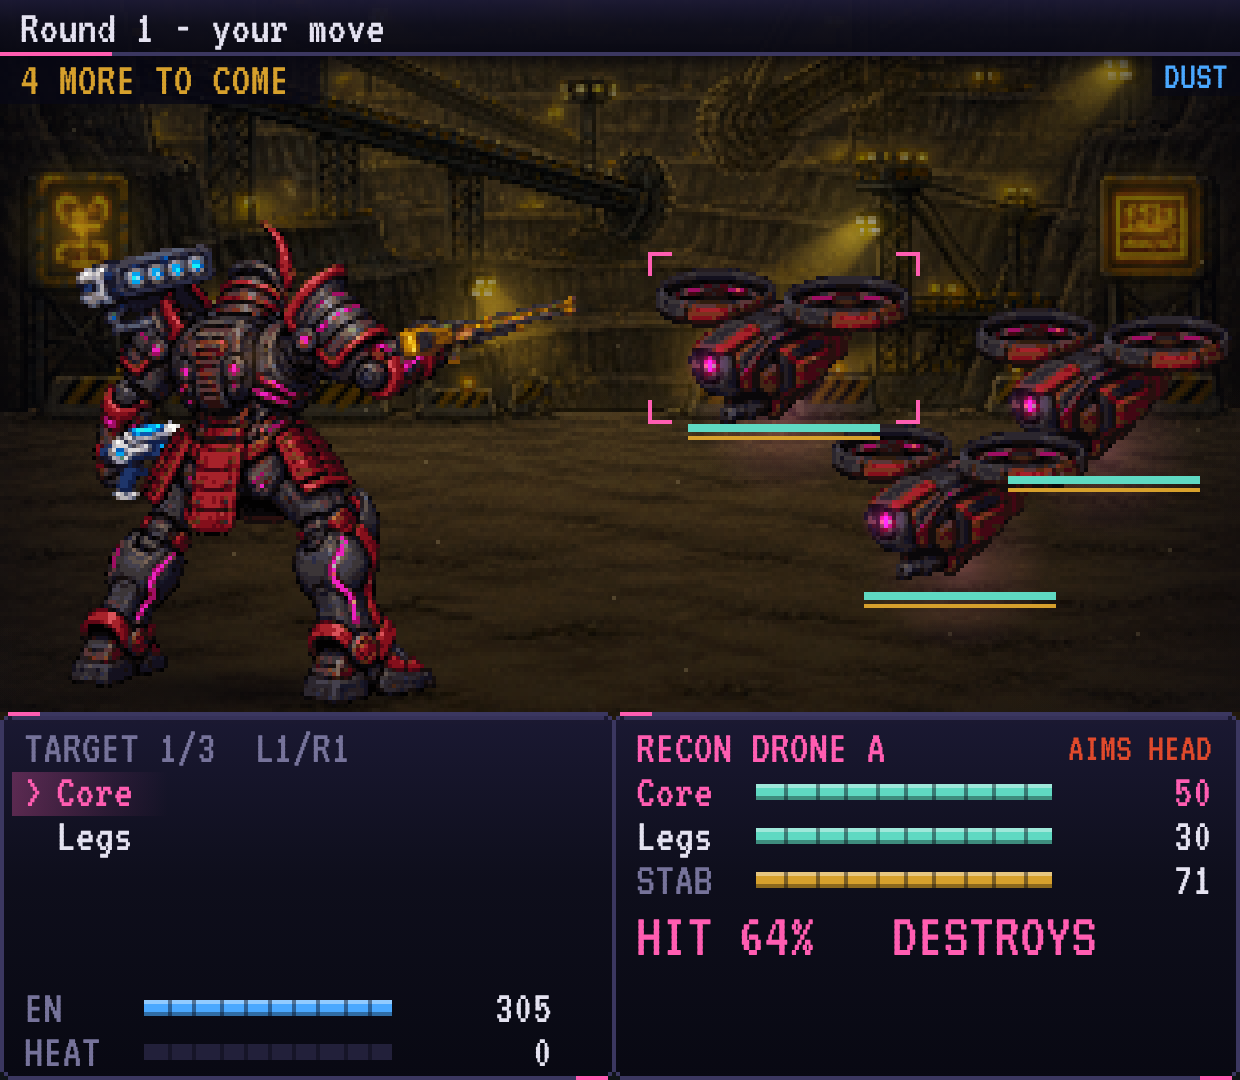 Round 1 - your move
4 MORE TO COME
DUST
TARGET 1/3 L1/R1
> Core
Legs
EN 305
HEAT 0
RECON DRONE A AIMS HEAD
Core 50
Legs 30
STAB 71
HIT 64% DESTROYS